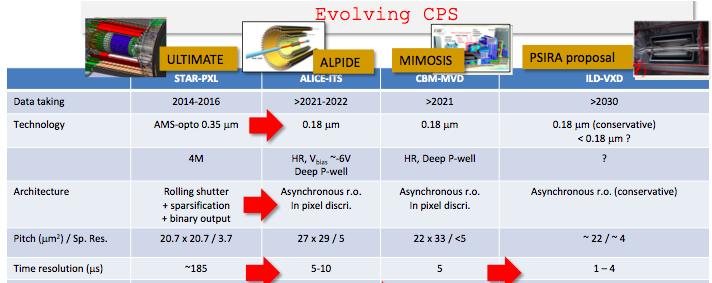 Evolving CPS
ULTIMATE
ALPIDE
MIMOSIS
PSIRA proposal
STAR-PXL ALICE-ITS CBM-MVD ILD-VXD
Data taking 2014-2016 >2021-2022 >2021 >2030
Technology AMS-opto 0.35 µm 0.18 µm 0.18 µm 0.18 µm (conservative)
< 0.18 µm ?
4M HR, Vbias ~-6V HR, Deep P-well ?
Deep P-well
Architecture Rolling shutter Asynchronous r.o. Asynchronous r.o. Asynchronous r.o. (conservative)
+ sparsification In pixel discri. In pixel discri.
+ binary output
Pitch (µm2) / Sp. Res. 20.7 x 20.7 / 3.7 27 x 29 / 5 22 x 33 / <5 ~ 22 / ~ 4
Time resolution (µs) ~185 5-10 5 1 – 4